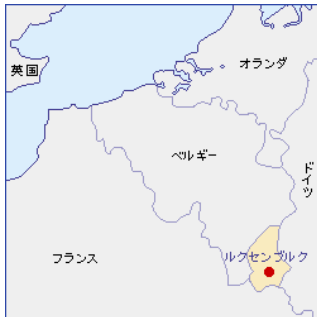 オランダ
英国
ベルギー
ドイツ
ルクセンブルク
フランス